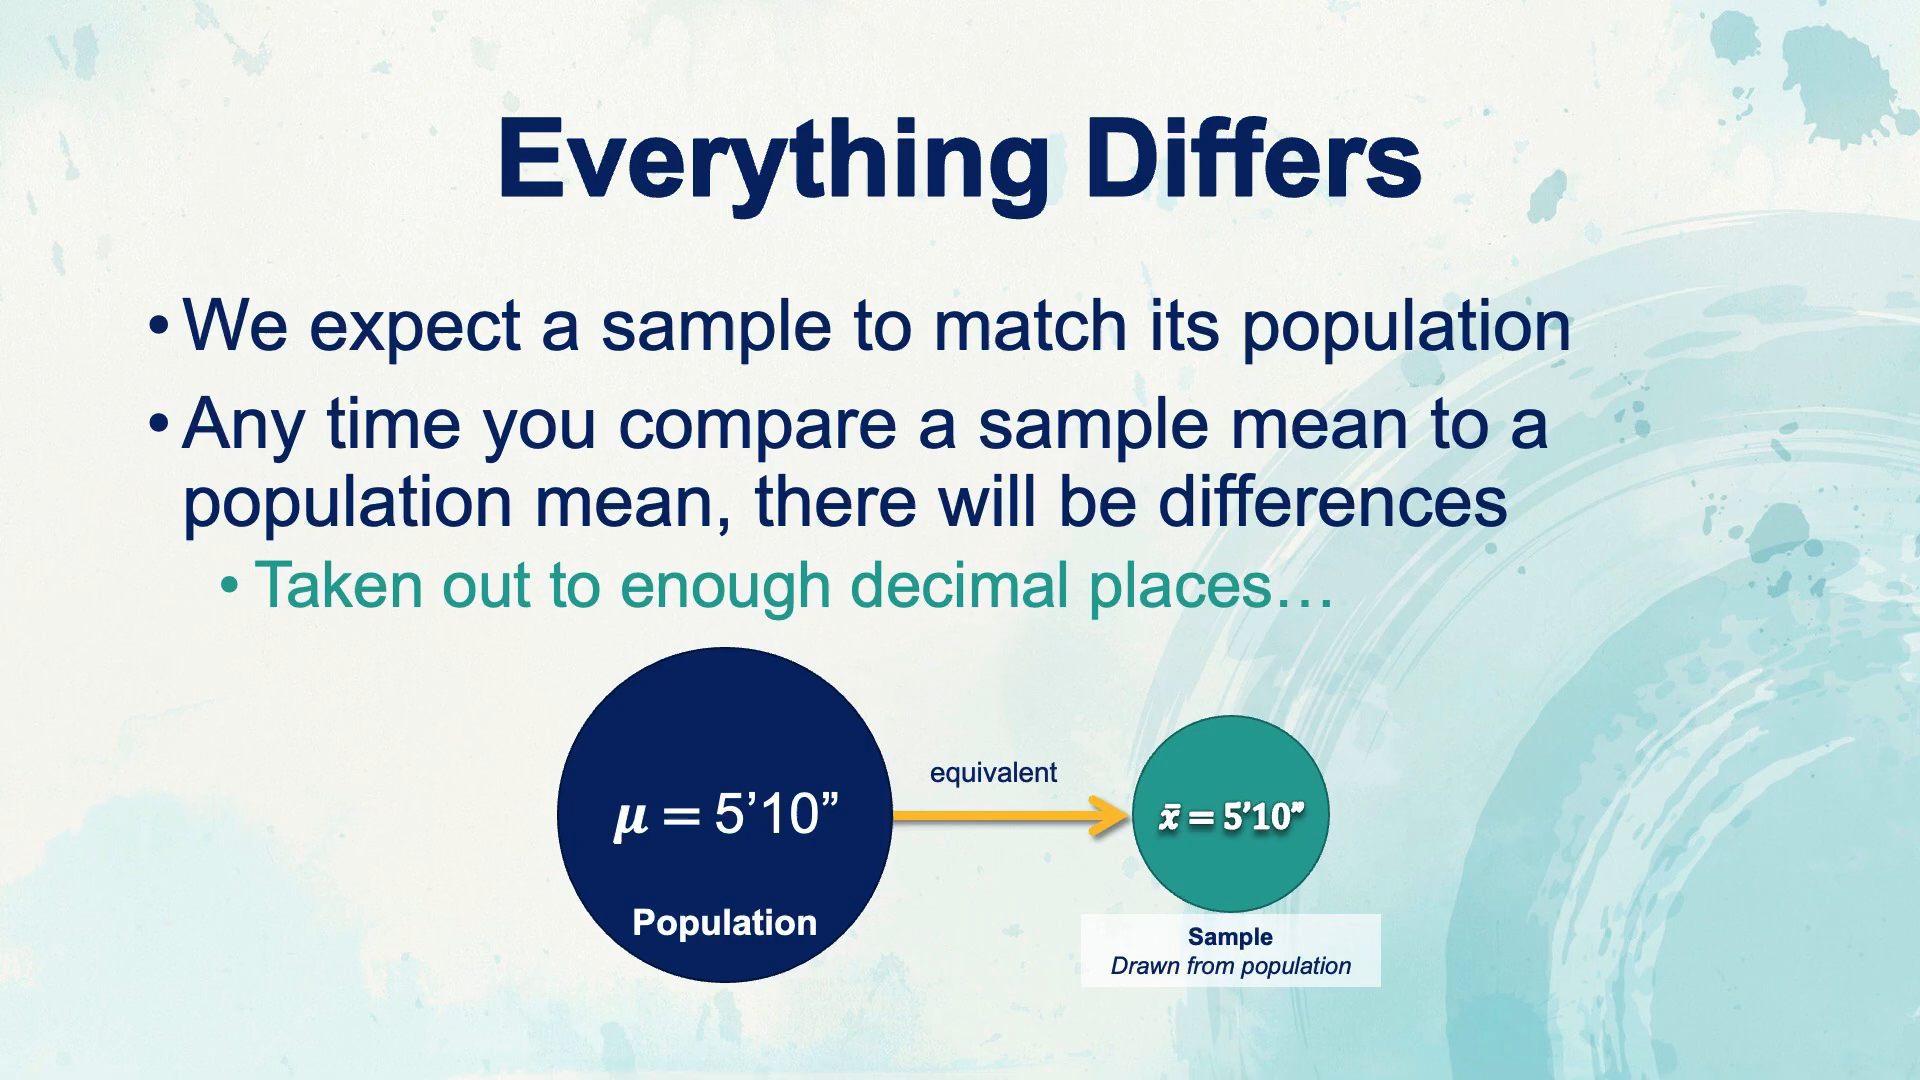 Everything Differs
• We expect a sample to match its population
• Any time you compare a sample mean to a
population mean, there will be differences
• Taken out to enough decimal places…
equivalent
𝝁 = 5’10”
x̄ = 5’10”
Population
Sample
Drawn from population